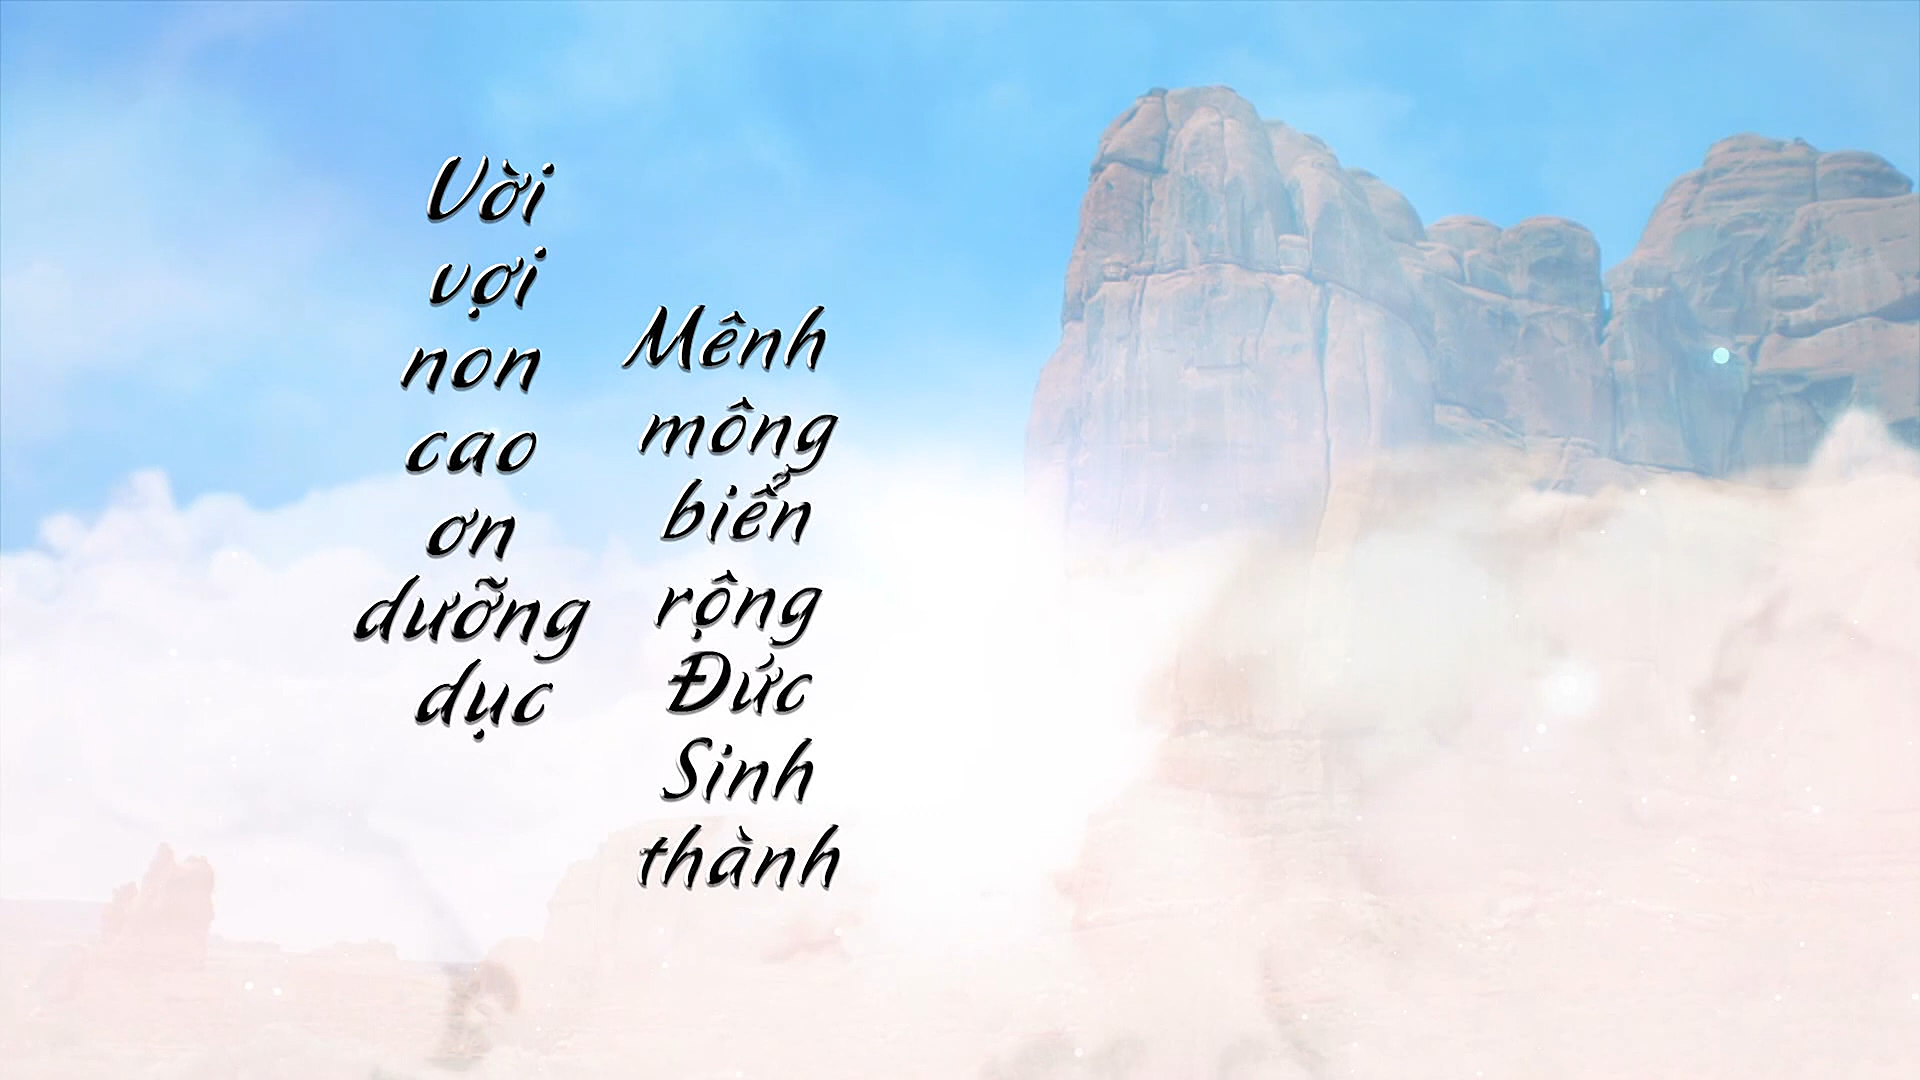 Vời
vợi
non
cao
ơn
dưỡng
dục
Mênh
mông
biển
rộng
Đức
Sinh
thành